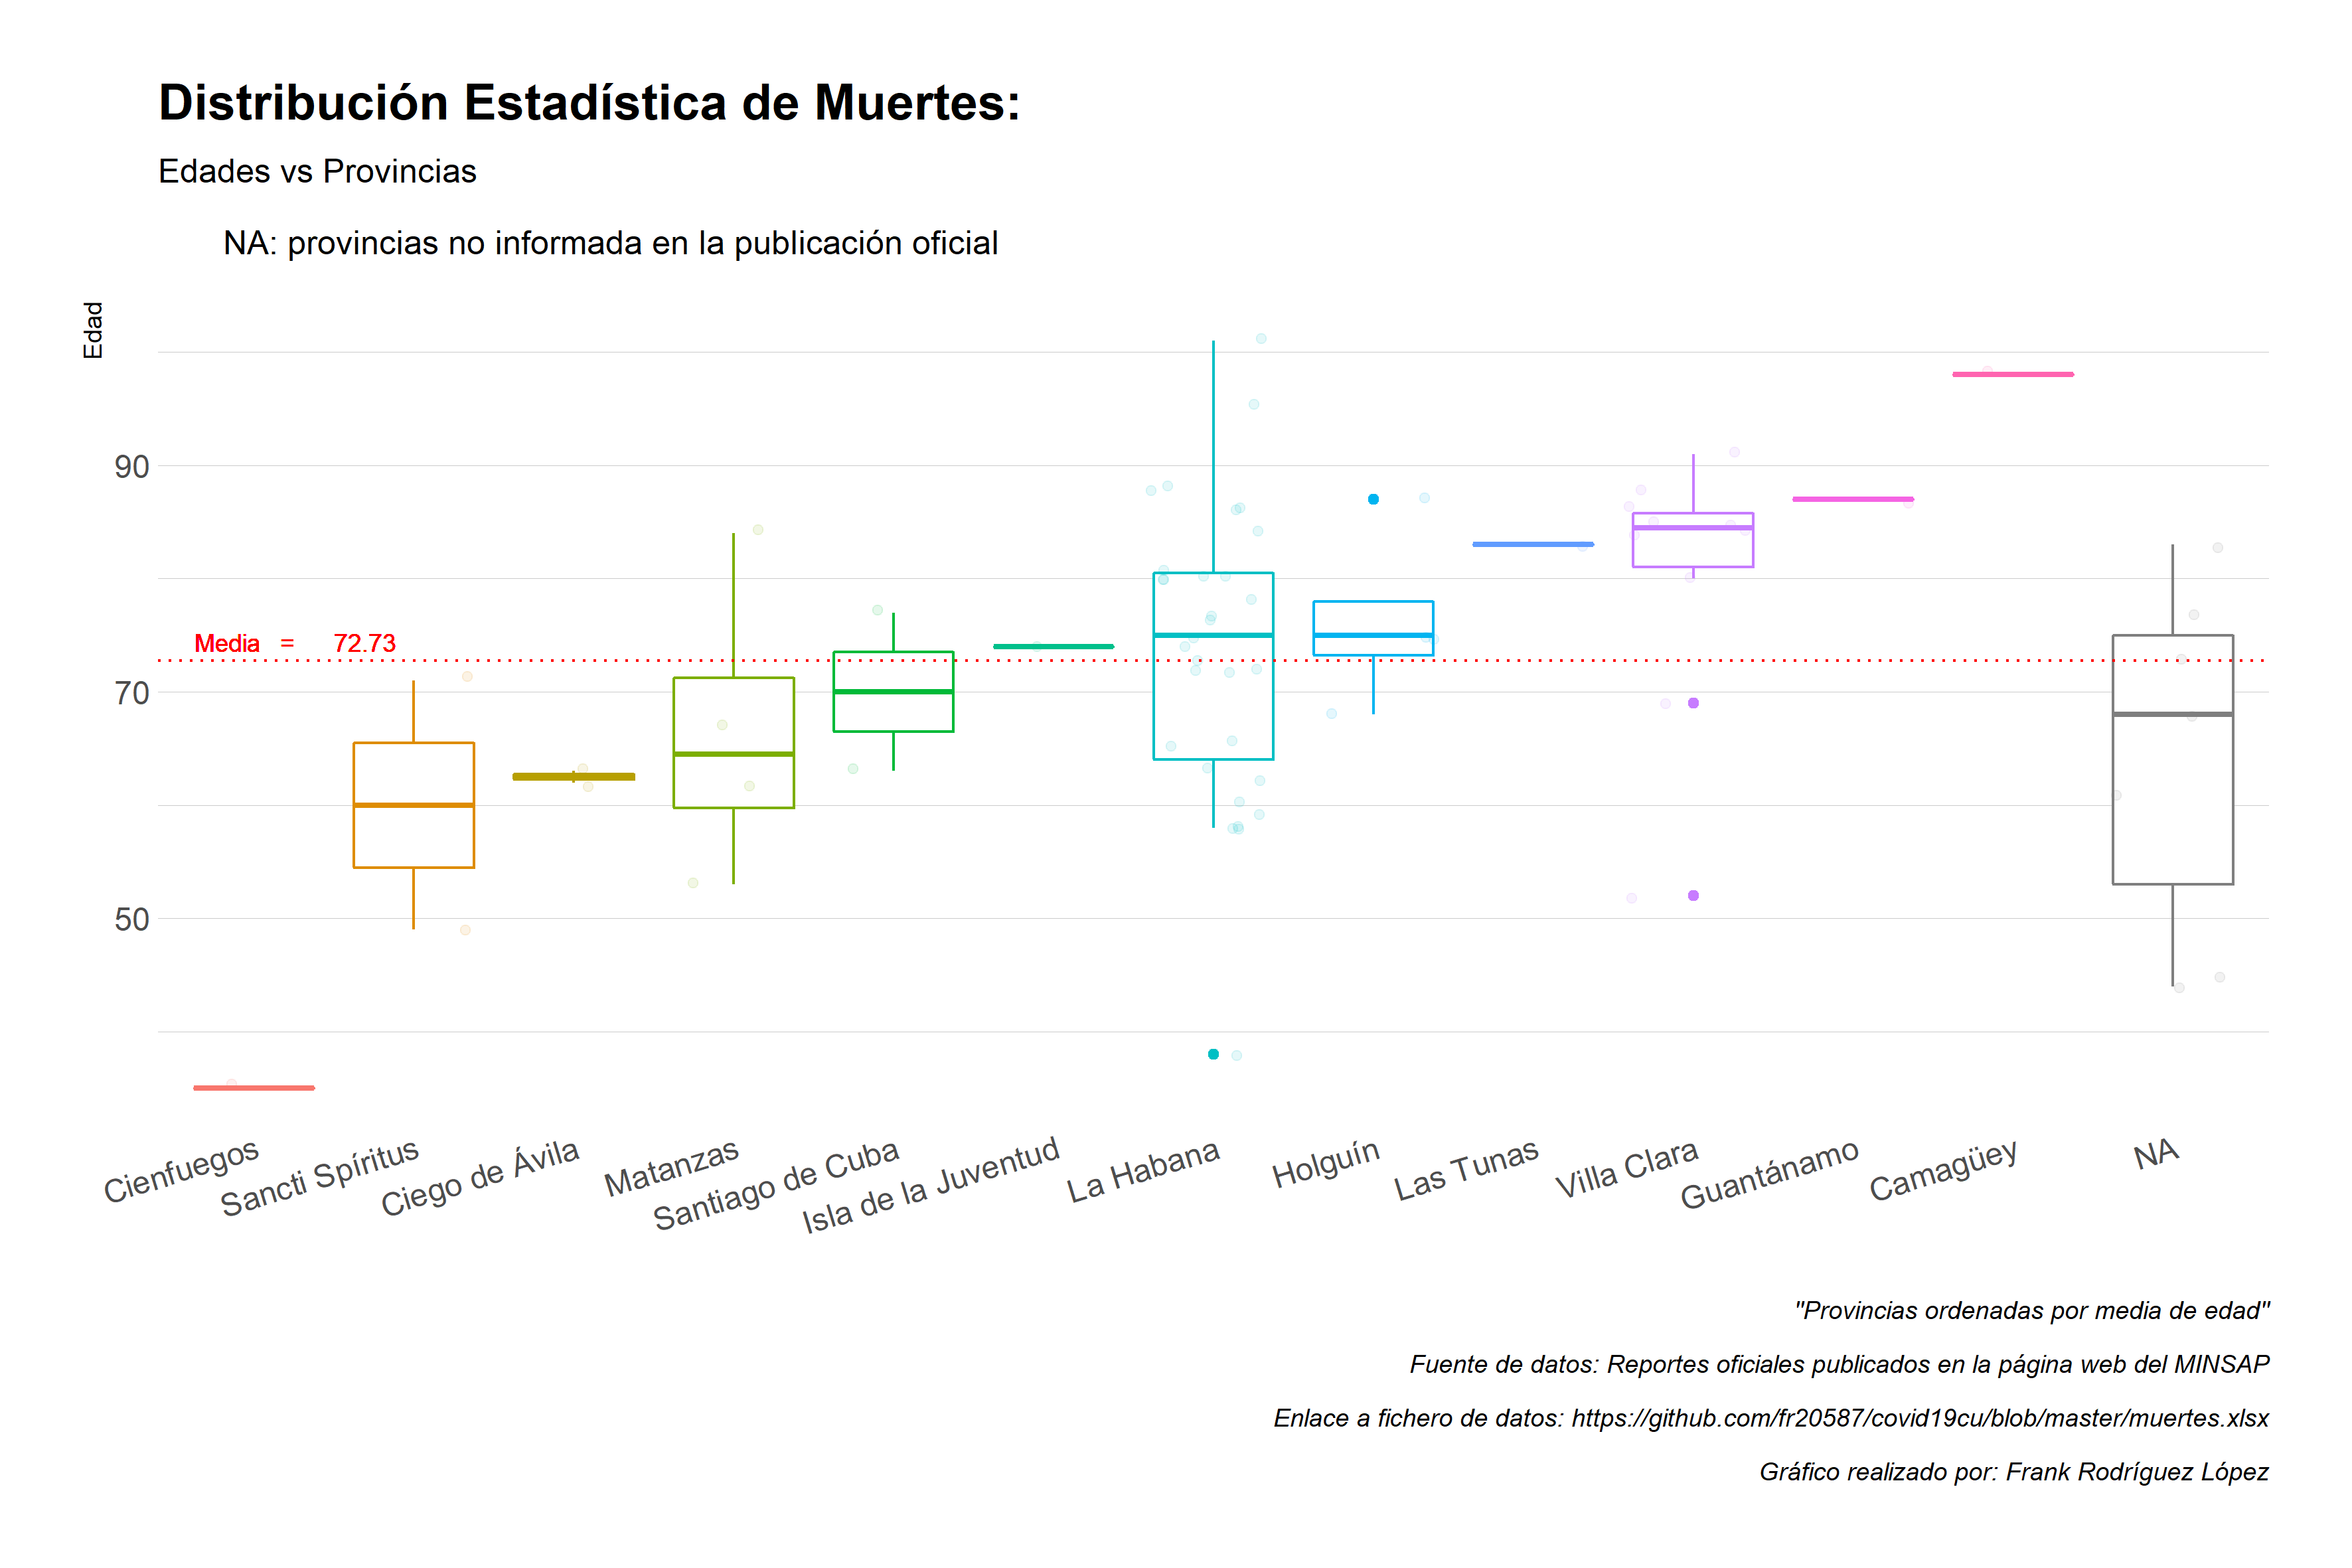 Distribución Estadística de Muertes:
Edades vs Provincias
NA: provincias no informada en la publicación oficial
Edad
90
70
50
Media = 72.73
Cienfuegos
Sancti Spíritus
Ciego de Ávila
Matanzas
Santiago de Cuba
Isla de la Juventud
La Habana
Holguín
Las Tunas
Villa Clara
Guantánamo
Camagüey
NA
"Provincias ordenadas por media de edad"
Fuente de datos: Reportes oficiales publicados en la página web del MINSAP
Enlace a fichero de datos: https://github.com/fr20587/covid19cu/blob/master/muertes.xlsx
Gráfico realizado por: Frank Rodríguez López